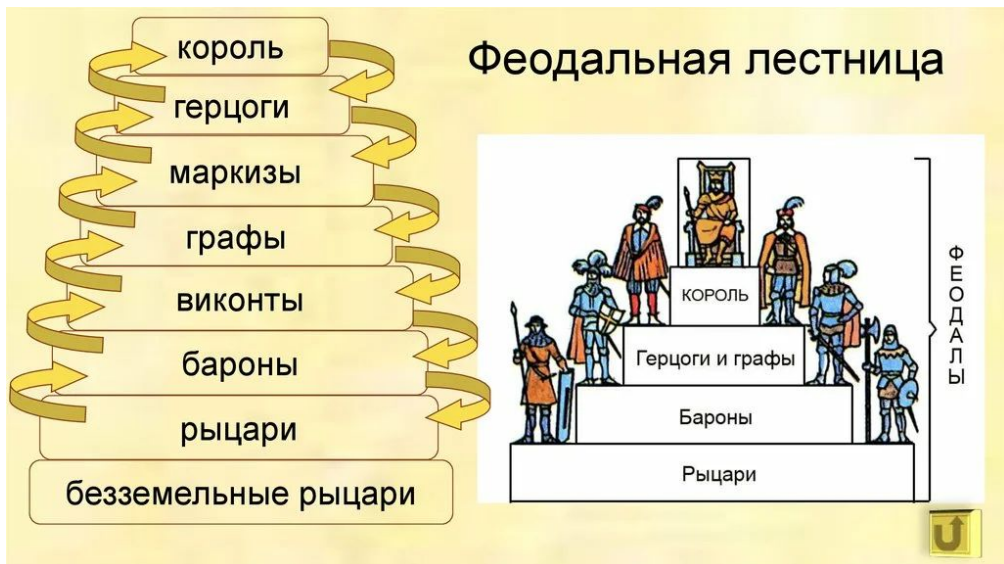 Феодальная лестница
король
герцоги
маркизы
графы
виконты
бароны
рыцари
безземельные рыцари
КОРОЛЬ
Герцоги и графы
Бароны
Рыцари
ФЕОДАЛЫ